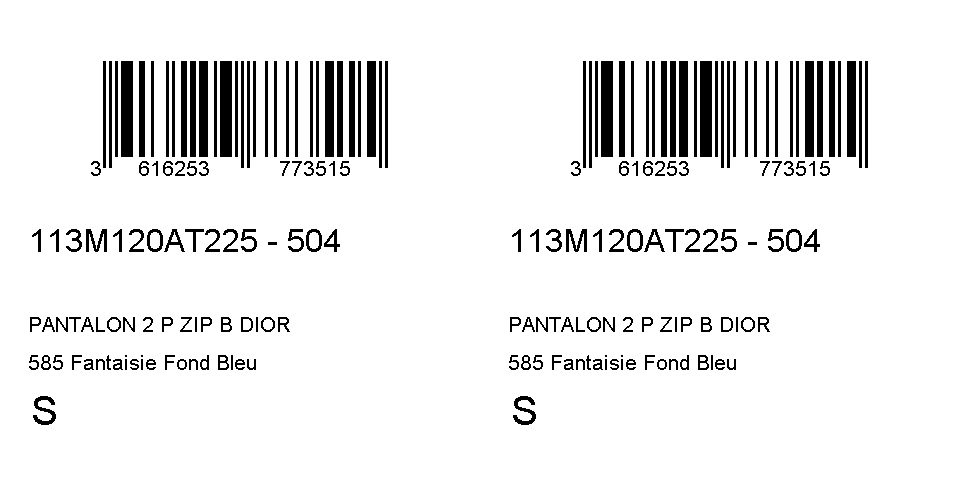 3 616253 773515
113M120AT225 - 504
PANTALON 2 P ZIP B DIOR
585 Fantaisie Fond Bleu
S
3 616253 773515
113M120AT225 - 504
PANTALON 2 P ZIP B DIOR
585 Fantaisie Fond Bleu
S